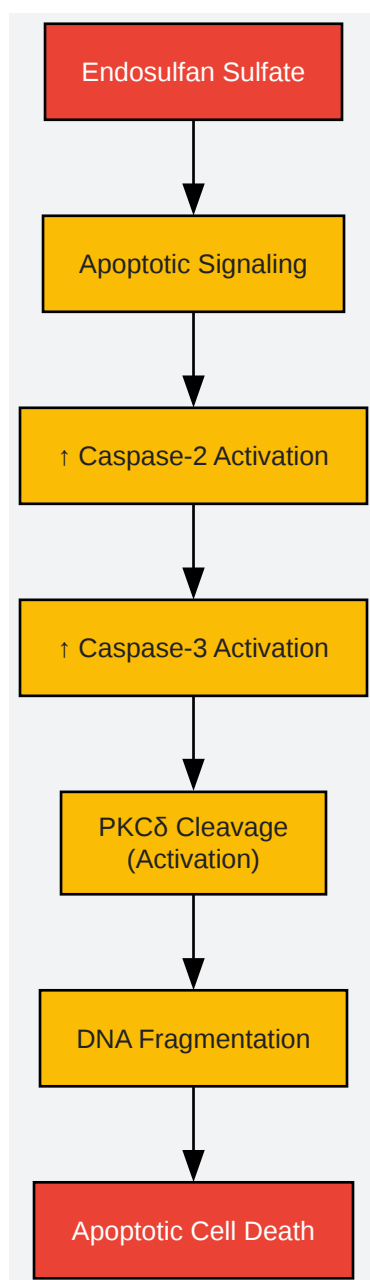 Endosulfan Sulfate
Apoptotic Signaling
↑ Caspase-2 Activation
↑ Caspase-3 Activation
PKCδ Cleavage
(Activation)
DNA Fragmentation
Apoptotic Cell Death